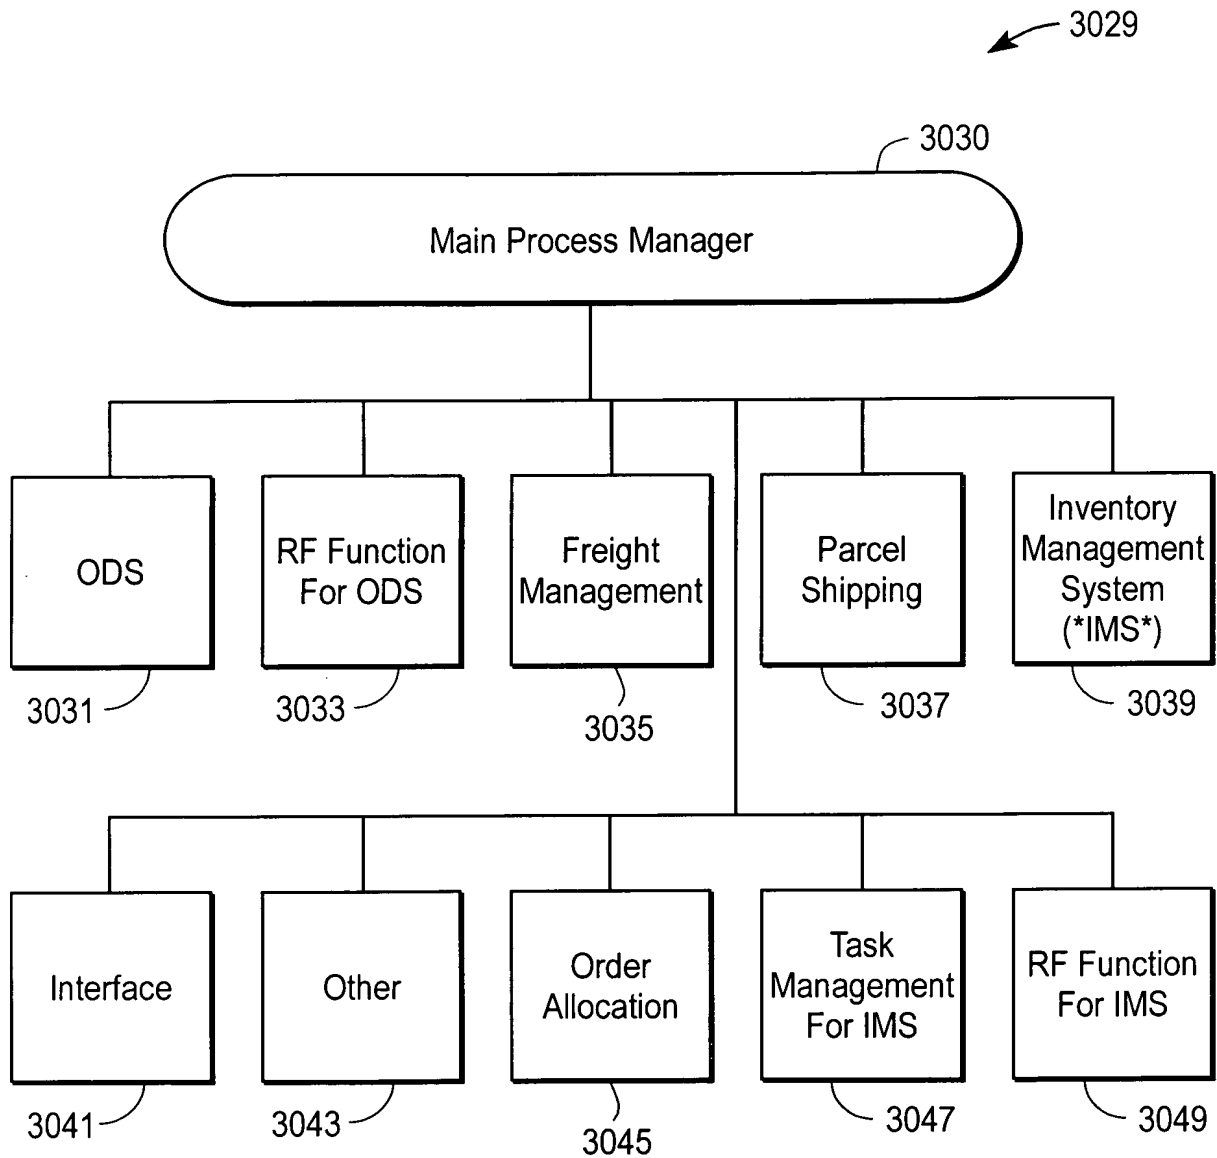 3029
3030
Main Process Manager
ODS
RF Function
For ODS
Freight
Management
Parcel
Shipping
Inventory
Management
System
(*IMS*)
3031
3033
3035
3037
3039
Interface
Other
Order
Allocation
Task
Management
For IMS
RF Function
For IMS
3041
3043
3045
3047
3049